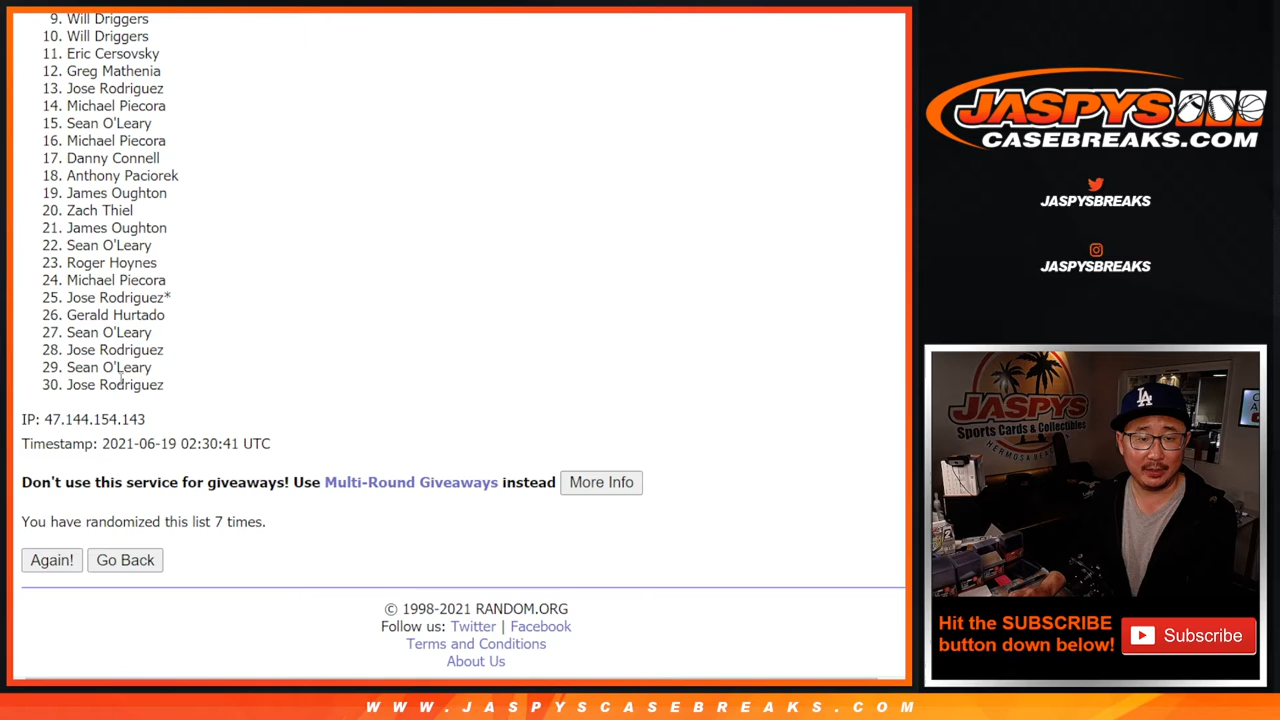 9. Will Driggers
10. Will Driggers
11. Eric Cersovsky
12. Greg Mathenia
13. Jose Rodriguez
14. Michael Piecora
15. Sean O'Leary
16. Michael Piecora
17. Danny Connell
18. Anthony Paciorek
19. James Oughton
20. Zach Thiel
21. James Oughton
22. Sean O'Leary
23. Roger Hoynes
24. Michael Piecora
25. Jose Rodriguez*
26. Gerald Hurtado
27. Sean O'Leary
28. Jose Rodriguez
29. Sean O'Leary
30. Jose Rodriguez
IP: 47.144.154.143
Timestamp: 2021-06-19 02:30:41 UTC
Don't use this service for giveaways! Use Multi-Round Giveaways instead More Info
You have randomized this list 7 times.
Again! Go Back
© 1998-2021 RANDOM.ORG
Follow us: Twitter | Facebook
Terms and Conditions
About Us
JASPYS
CASEBREAKS.COM
JASPYSBREAKS
JASPYSBREAKS
JASPYS
Sports Cards & Collectibles
HERMOSA BEACH
LA
Hit the SUBSCRIBE
button down below!
Subscribe
WWW.JASPYSCASEBREAKS.COM